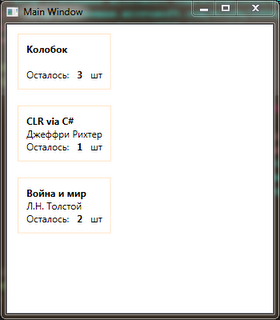 Main Window
Колобок
Осталось: 3 шт
CLR via C#
Джеффри Рихтер
Осталось: 1 шт
Война и мир
Л.Н. Толстой
Осталось: 2 шт